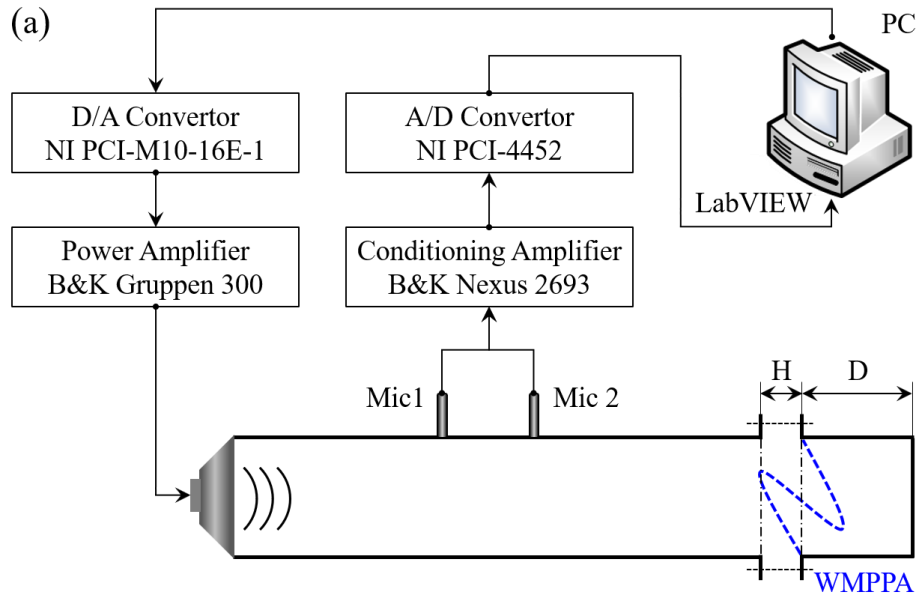 (a)
PC
D/A Convertor
NI PCI-M10-16E-1
A/D Convertor
NI PCI-4452
LabVIEW
Power Amplifier
B&K Gruppen 300
Conditioning Amplifier
B&K Nexus 2693
H
D
Mic1
Mic 2
WMPPA